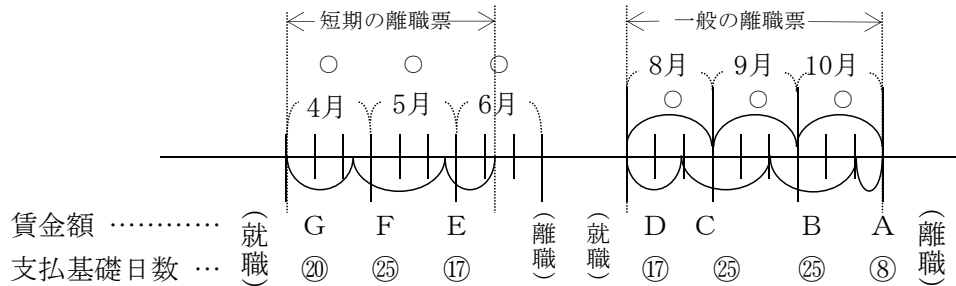 短期の離職票 一般の離職票
○ ○ ○ 8月 9月 10月
4月 5月 6月 ○ ○ ○
賃金額 ………… (就職) G F E (離職) (就職) D C B A (離職)
支払基礎日数 … ⑳ ㉕ ⑰ ⑰ ㉕ ㉕ ⑧